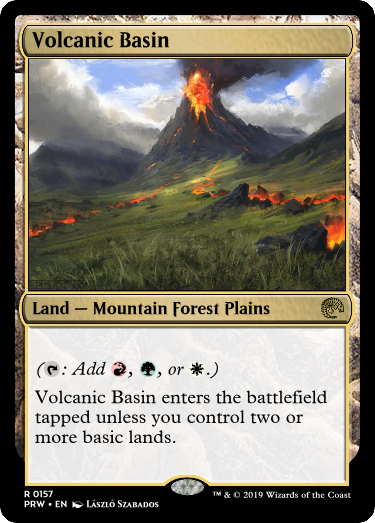 Volcanic Basin
Land — Mountain Forest Plains
(: Add , , or .)
Volcanic Basin enters the battlefield
tapped unless you control two or
more basic lands.
R 0157
PRW • EN László Szabados
™ & © 2019 Wizards of the Coast